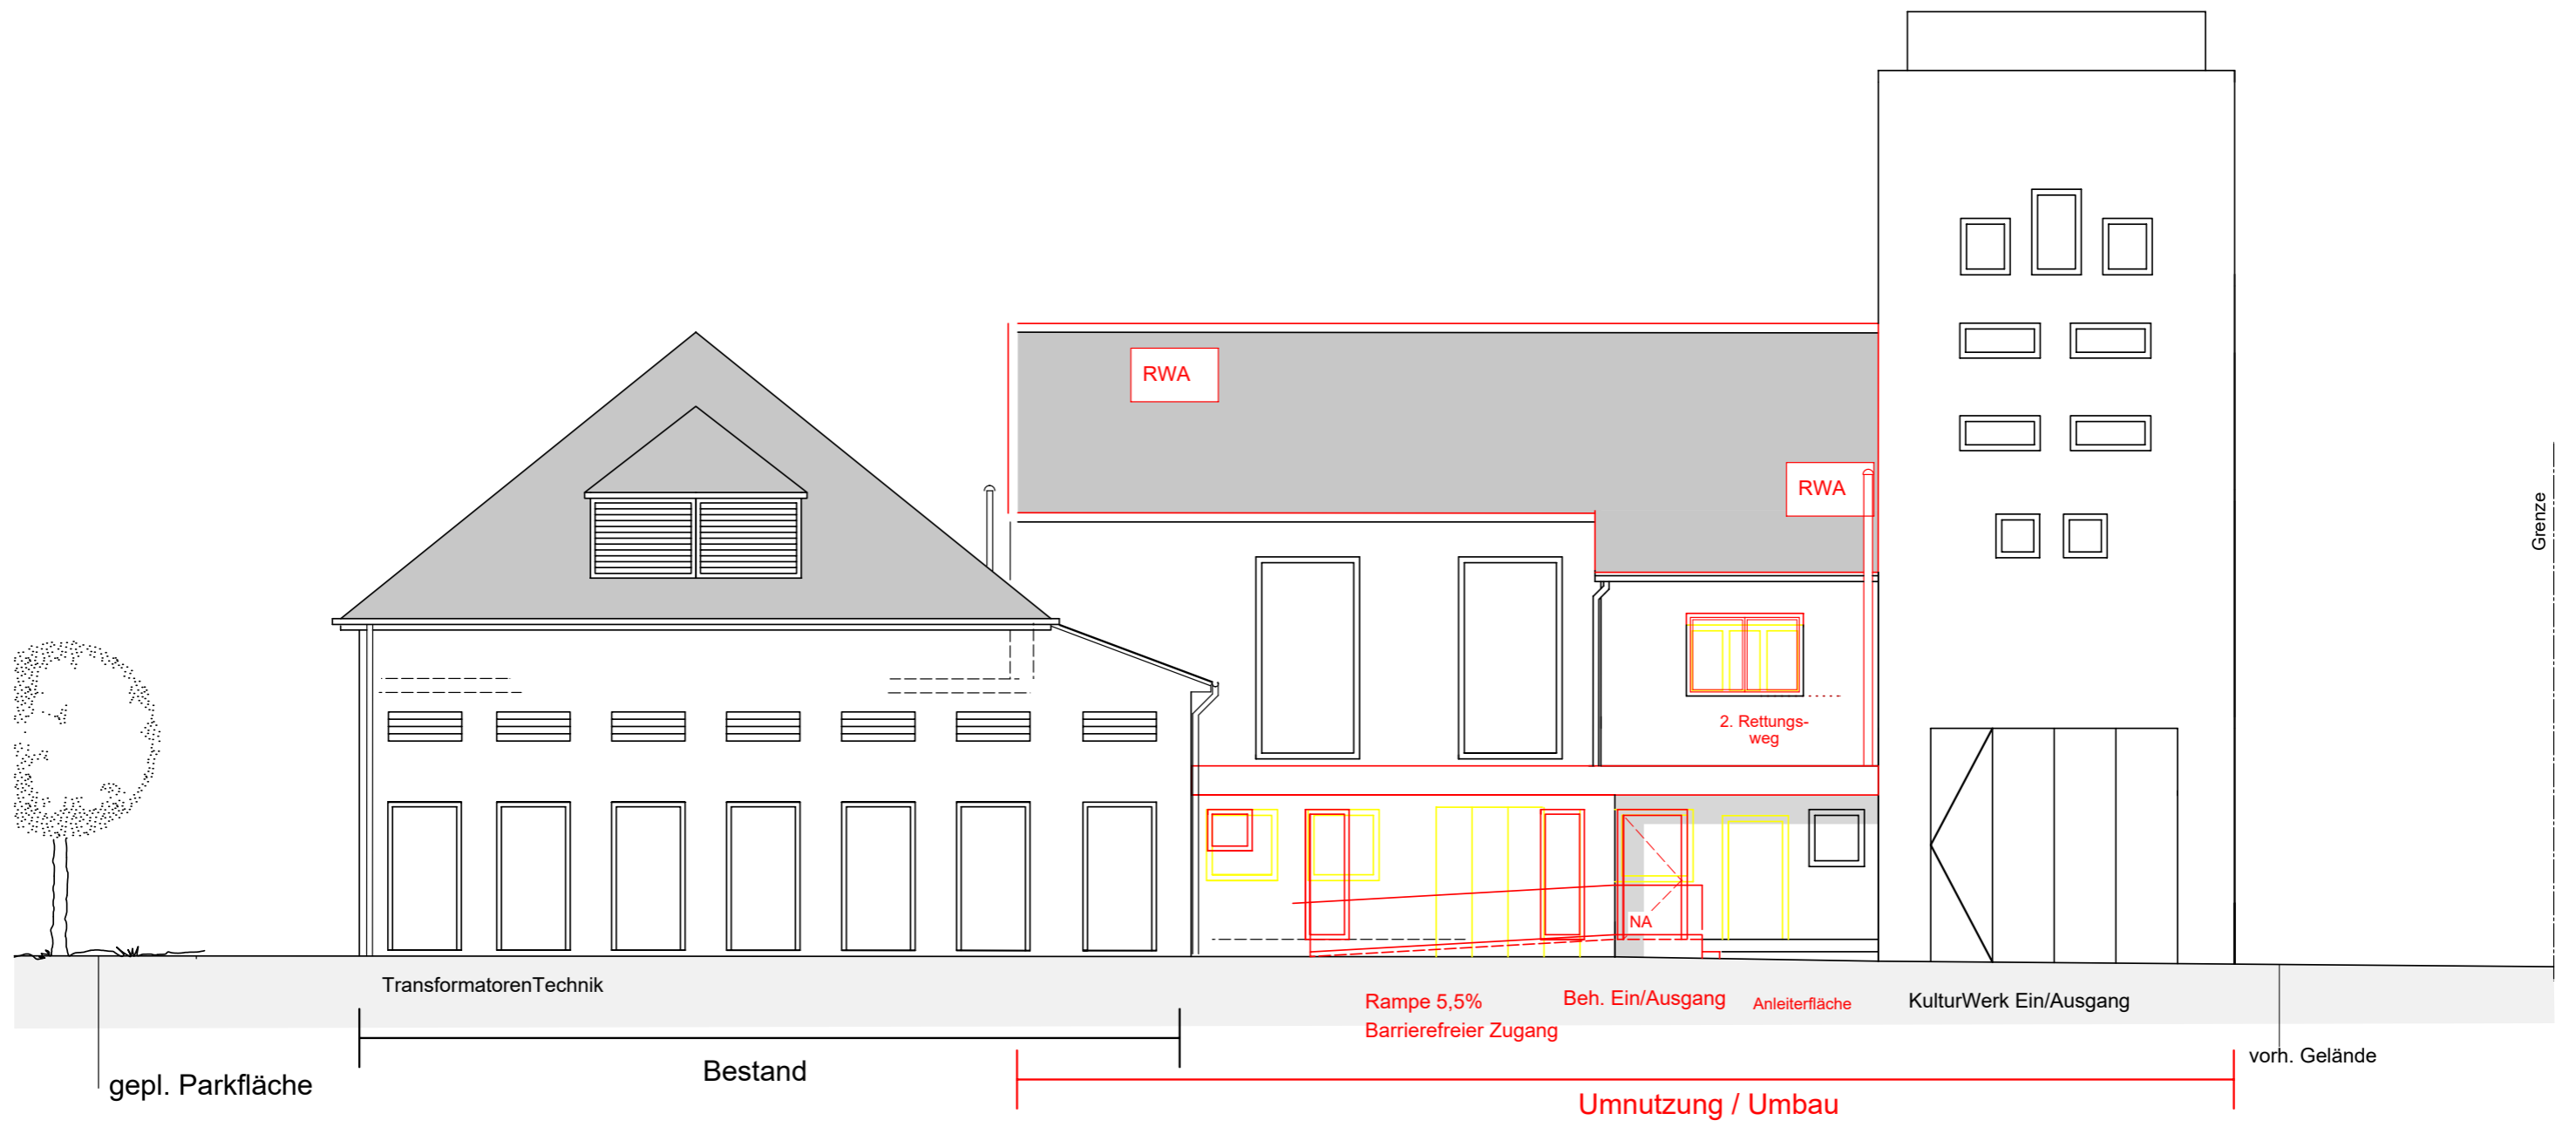 RWA
RWA
Grenze
2. Rettungs-
weg
NA
TransformatorenTechnik
Rampe 5,5%
Barrierefreier Zugang
Beh. Ein/Ausgang
Anleiterfläche
KulturWerk Ein/Ausgang
vorh. Gelände
Bestand
gepl. Parkfläche
Umnutzung / Umbau